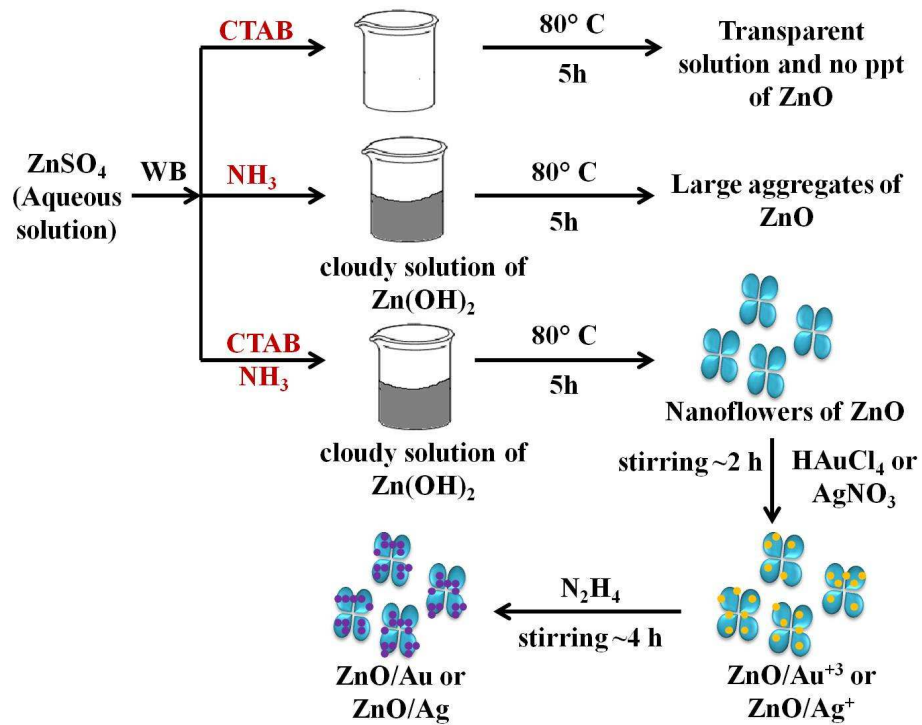 CTAB
80° C
5h
Transparent
solution and no ppt
of ZnO
ZnSO₄
(Aqueous
solution)
WB
NH₃
80° C
5h
Large aggregates of
ZnO
cloudy solution of
Zn(OH)₂
CTAB
NH₃
80° C
5h
Nanoflowers of ZnO
cloudy solution of
Zn(OH)₂
stirring ~2 h
HAuCl₄ or
AgNO₃
N₂H₄
stirring ~4 h
ZnO/Au or
ZnO/Ag
ZnO/Au⁺³ or
ZnO/Ag⁺